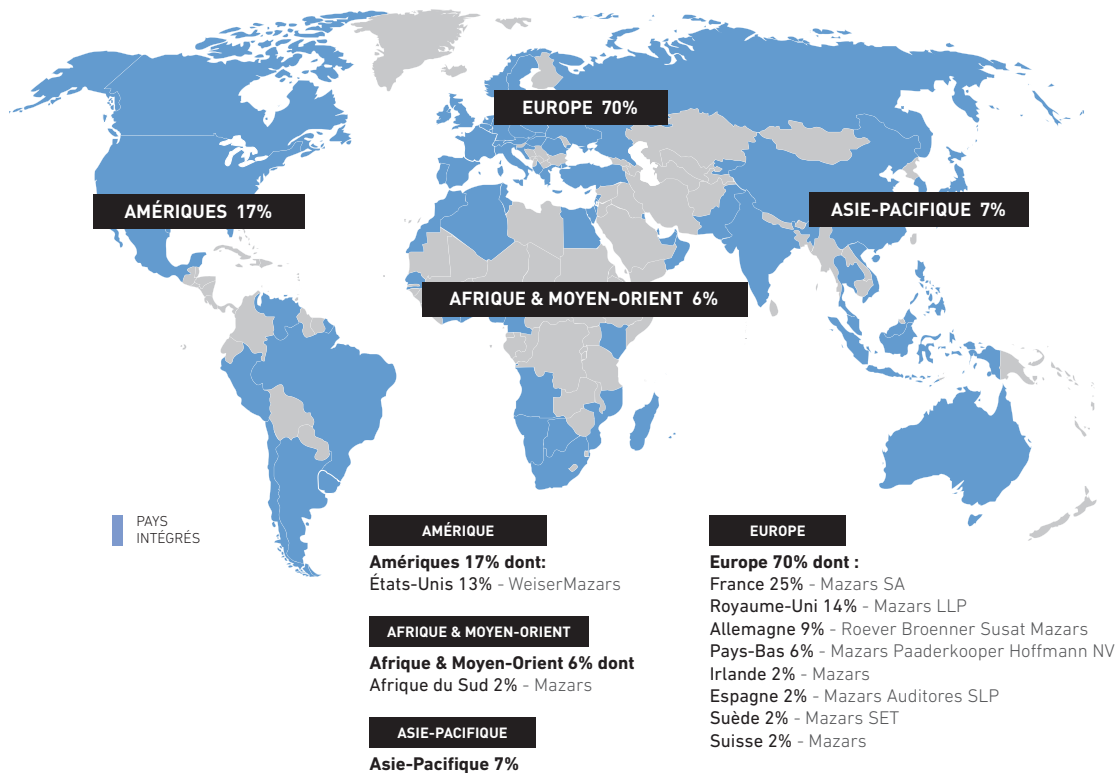 EUROPE 70%
AMÉRIQUES 17%
ASIE-PACIFIQUE 7%
AFRIQUE & MOYEN-ORIENT 6%
PAYS
INTÉGRÉS
AMÉRIQUE
Amériques 17% dont:
États-Unis 13% - WeiserMazars
AFRIQUE & MOYEN-ORIENT
Afrique & Moyen-Orient 6% dont
Afrique du Sud 2% - Mazars
ASIE-PACIFIQUE
Asie-Pacifique 7%
EUROPE
Europe 70% dont :
France 25% - Mazars SA
Royaume-Uni 14% - Mazars LLP
Allemagne 9% - Roever Broenner Susat Mazars
Pays-Bas 6% - Mazars Paaderkooper Hoffmann NV
Irlande 2% - Mazars
Espagne 2% - Mazars Auditores SLP
Suède 2% - Mazars SET
Suisse 2% - Mazars